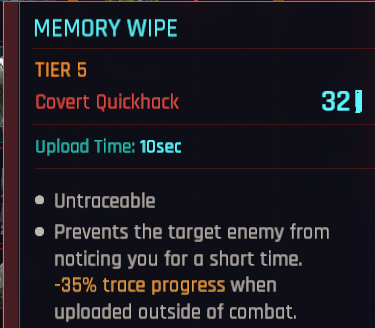 MEMORY WIPE
TIER 5
Covert Quickhack 32
Upload Time: 10sec
Untraceable
Prevents the target enemy from
noticing you for a short time.
-35% trace progress when
uploaded outside of combat.